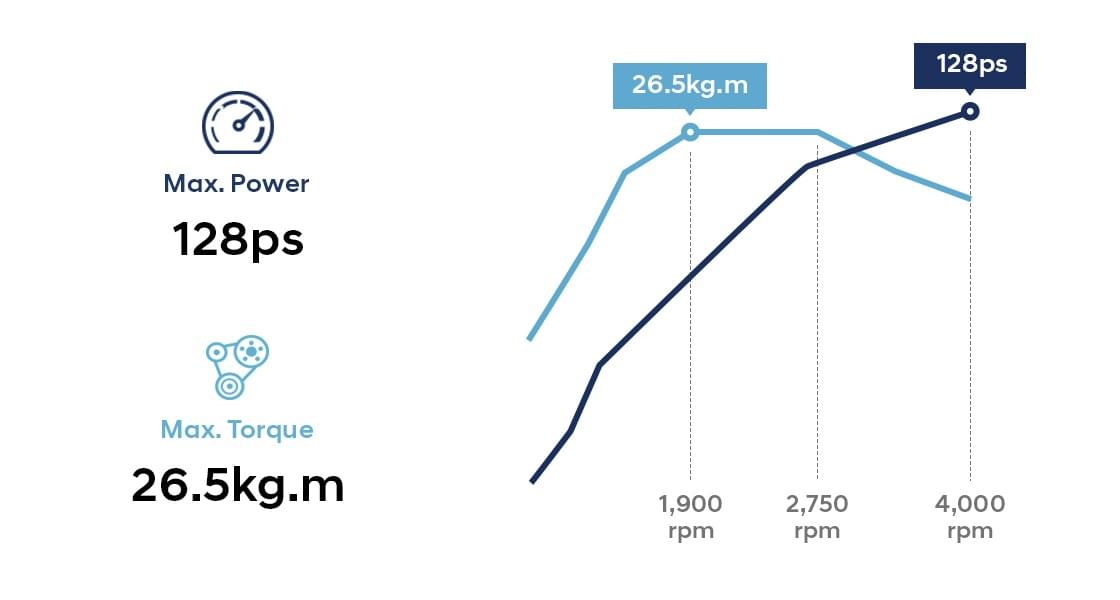 Max. Power
128ps
Max. Torque
26.5kg.m
26.5kg.m
128ps
1,900
rpm
2,750
rpm
4,000
rpm